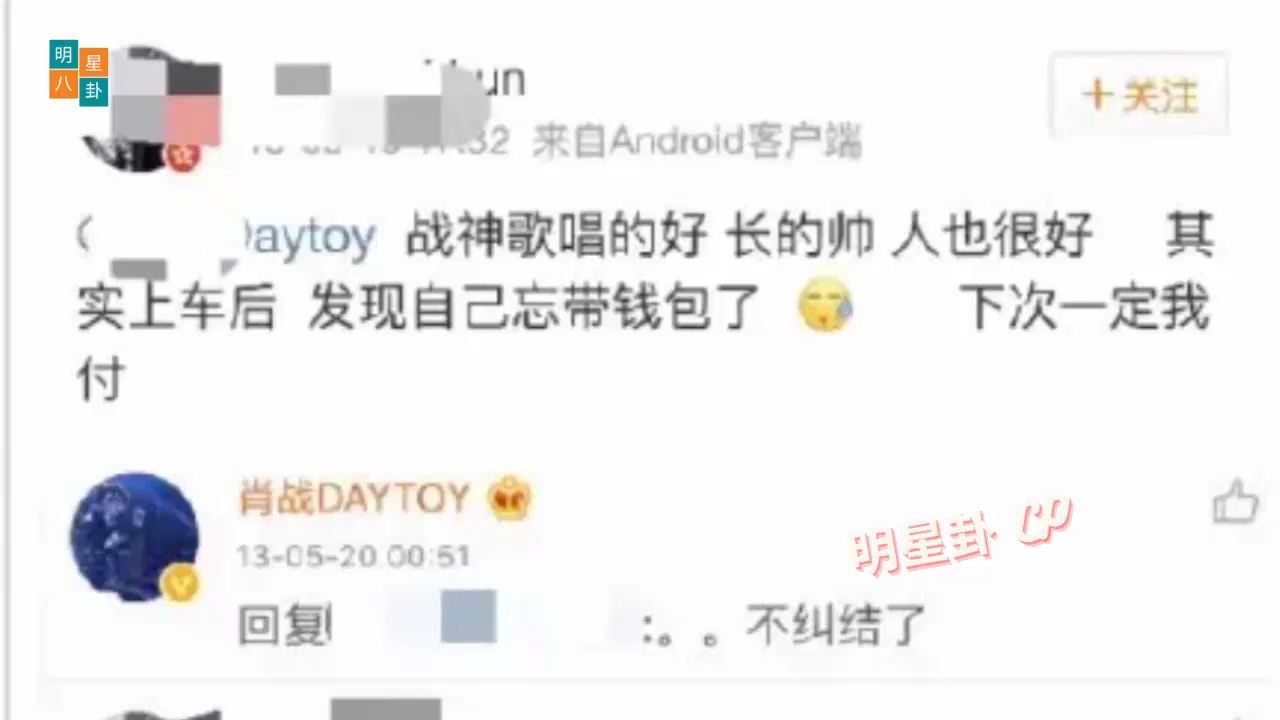 明星
八卦
un
来自Android客户端
+关注
aytoy 战神歌唱的好 长的帅 人也很好 其
实上车后 发现自己忘带钱包了 下次一定我
付
肖战DAYTOY
13-05-20 00:51
明星卦 CP
回复 :。。不纠结了